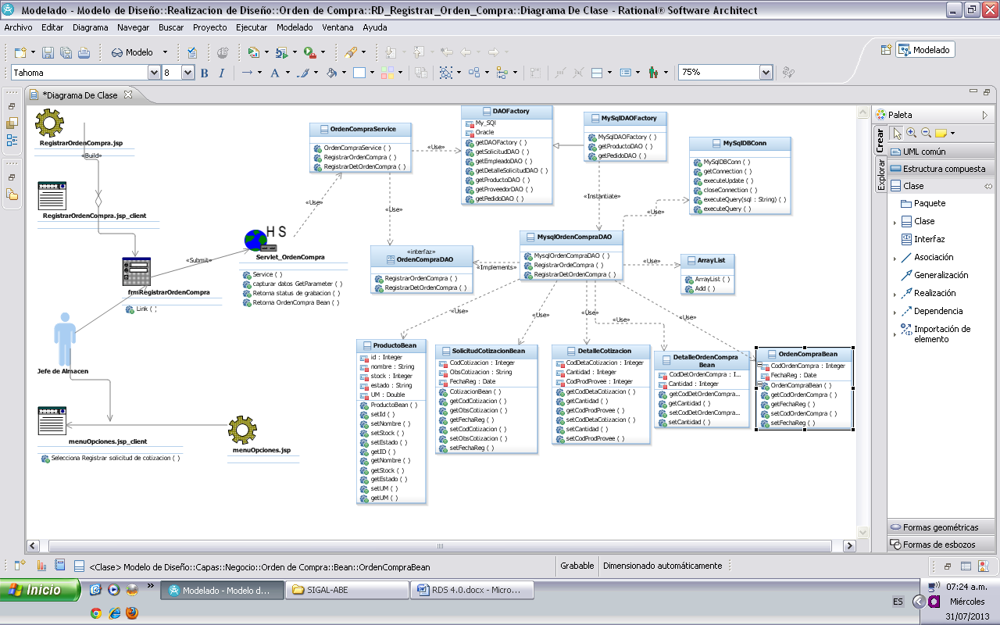 Modelado - Modelo de Diseño::Realizacion de Diseño::Orden de Compra::RD_Registrar_Orden_Compra::Diagrama De Clase - Rational® Software Architect
Archivo Editar Diagrama Navegar Buscar Proyecto Ejecutar Modelado Ventana Ayuda
Modelo
Modelado
Tahoma 8 B I A 75%
*Diagrama De Clase
RegistrarOrdenCompra.jsp
«Build»
RegistrarOrdenCompra.jsp_client
frmRegistrarOrdenCompra
Link ( )
«Submit»
Jefe de Almacen
menuOpciones.jsp_client
Selecciona Registrar solicitud de cotizacion ( )
menuOpciones.jsp
H S
Servlet_OrdenCompra
Service ( )
capturar datos GetParameter ( )
Retorna status de grabacion ( )
Retorna OrdenCompra Bean ( )
«Use»
OrdenCompraService
OrdenCompraService ( )
RegistrarOrdenCompra ( )
RegistrarDetOrdenCompra ( )
«Use»
«Use»
DAOFactory
My_SQl
Oracle
getDAOFactory ( )
getSolicitudDAO ( )
getEmpleadoDAO ( )
getDetalleSolicitudDAO ( )
getProductoDAO ( )
getProveedorDAO ( )
getPedidoDAO ( )
MySqlDAOFactory
MySqlDAOFactory ( )
getProductoDAO ( )
getPedidoDAO ( )
«Instantiate»
MySqlDBConn
MySqlDBConn ( )
getConnection ( )
executeUpdate ( )
closeConnection ( )
executeQuery(sql : String) ( )
executeQuery ( )
«Use»
«interfaz»
OrdenCompraDAO
RegistrarOrdenCompra ( )
RegistrarDetOrdenCompra ( )
«Implements»
MysqlOrdenCompraDAO
MysqlOrdenCompraDAO ( )
RegistrarOrdeCompra ( )
RegistrarDetOrdenCompra ( )
«Use»
ArrayList
ArrayList ( )
Add ( )
«Use»
«Use»
«Use»
«Use»
«Use»
ProductoBean
id : Integer
nombre : String
stock : Integer
estado : String
UM : Double
ProductoBean ( )
setId ( )
setNombre ( )
setStock ( )
setEstado ( )
getID ( )
getNombre ( )
getStock ( )
getEstado ( )
setUM ( )
getUM ( )
SolicitudCotizacionBean
CodCotizacion : Integer
ObsCotizacion : String
FechaReg : Date
CotizacionBean ( )
getCodCotizacion ( )
getObsCotizacion ( )
getFechaReg ( )
setCodCotizacion ( )
setObsCotizacion ( )
setFechaReg ( )
DetalleCotizacion
CodDetaCotizacion : Integer
Cantidad : Integer
CodProdProvee : Integer
getCodDetaCotizacion ( )
getCantidad ( )
getCodProdProvee ( )
setCodDetaCotizacion ( )
setCantidad ( )
setCodProdProvee ( )
DetalleOrdenCompra
Bean
CodDetOrdenCompra : I...
Cantidad : Integer
getCodDetOrdenCompra...
getCantidad ( )
setCodDetOrdenCompra...
setCantidad ( )
OrdenCompraBean
CodOrdenCompra : Integer
FechaReg : Date
OrdenCompraBean ( )
getCodOrdenCompra ( )
getFechaReg ( )
setCodOrdenCompra ( )
setFechaReg ( )
Paleta
Crear
Explorar
UML común
Estructura compuesta
Clase
Paquete
Clase
Interfaz
Asociación
Generalización
Realización
Dependencia
Importación de
elemento
Formas geométricas
Formas de esbozos
<Clase> Modelo de Diseño::Capas::Negocio::Orden de Compra::Bean::OrdenCompraBean
Grabable
Dimensionado automáticamente
Inicio
Modelado - Modelo d...
SIGAL-ABE
RDS 4.0.docx - Micro...
ES
07:24 a.m.
Miércoles
31/07/2013